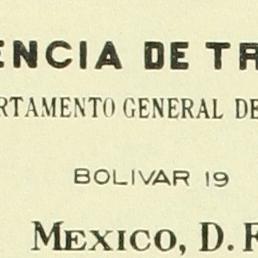 ENCIA DE TR
RTAMENTO GENERAL DE
BOLIVAR 19
MEXICO, D. F